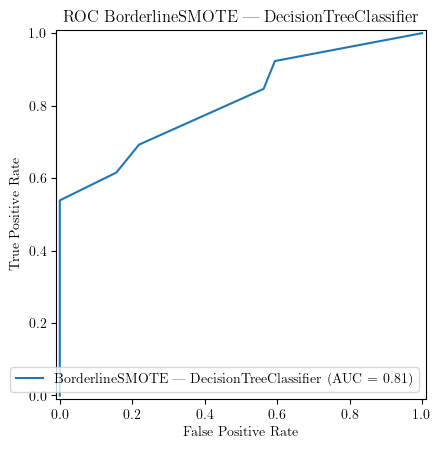 ROC BorderlineSMOTE — DecisionTreeClassifier
True Positive Rate
1.0
0.8
0.6
0.4
0.2
0.0
BorderlineSMOTE — DecisionTreeClassifier (AUC = 0.81)
0.0 0.2 0.4 0.6 0.8 1.0
False Positive Rate